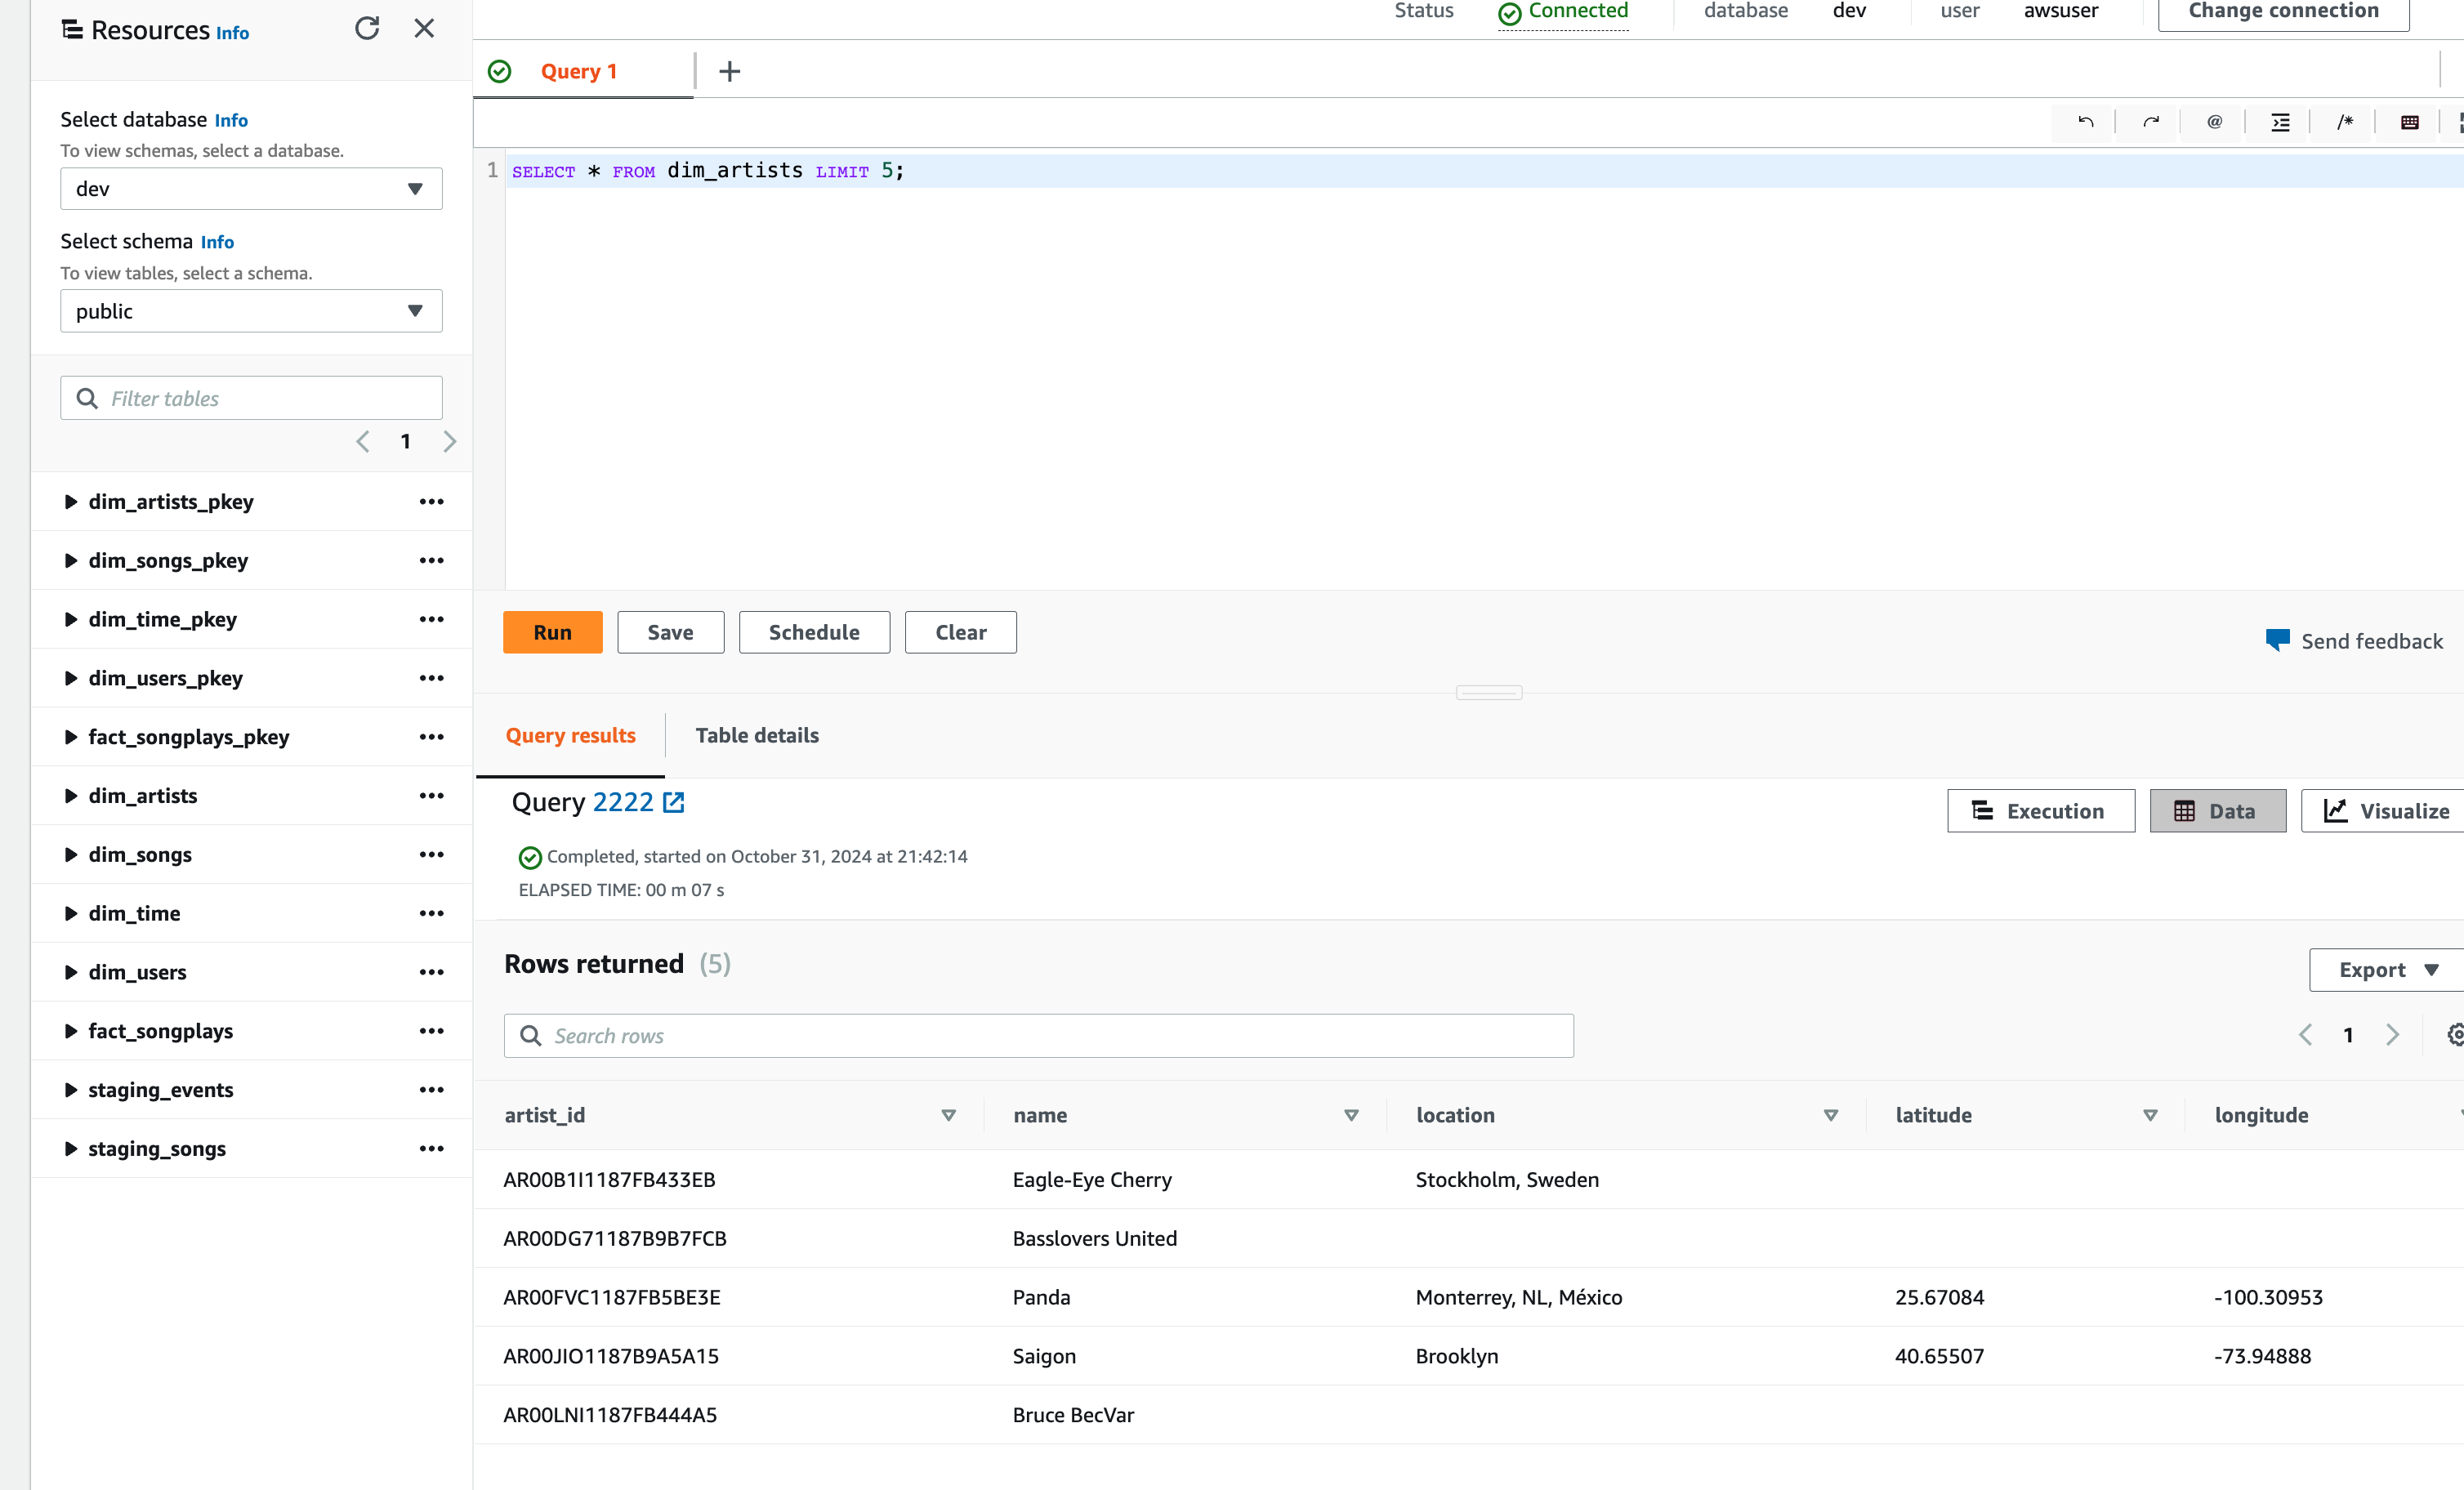 Resources Info
Select database Info
To view schemas, select a database.
dev
Select schema Info
To view tables, select a schema.
public
Filter tables
1
dim_artists_pkey
dim_songs_pkey
dim_time_pkey
dim_users_pkey
fact_songplays_pkey
dim_artists
dim_songs
dim_time
dim_users
fact_songplays
staging_events
staging_songs
Status Connected database dev user awsuser Change connection
Query 1
@ /*
1 SELECT * FROM dim_artists LIMIT 5;
Run Save Schedule Clear
Send feedback
Query results Table details
Query 2222
Execution Data Visualize
Completed, started on October 31, 2024 at 21:42:14
ELAPSED TIME: 00 m 07 s
Rows returned (5)
Export
Search rows
1
artist_id name location latitude longitude
AR00B1I1187FB433EB Eagle-Eye Cherry Stockholm, Sweden
AR00DG71187B9B7FCB Basslovers United
AR00FVC1187FB5BE3E Panda Monterrey, NL, México 25.67084 -100.30953
AR00JIO1187B9A5A15 Saigon Brooklyn 40.65507 -73.94888
AR00LNI1187FB444A5 Bruce BecVar